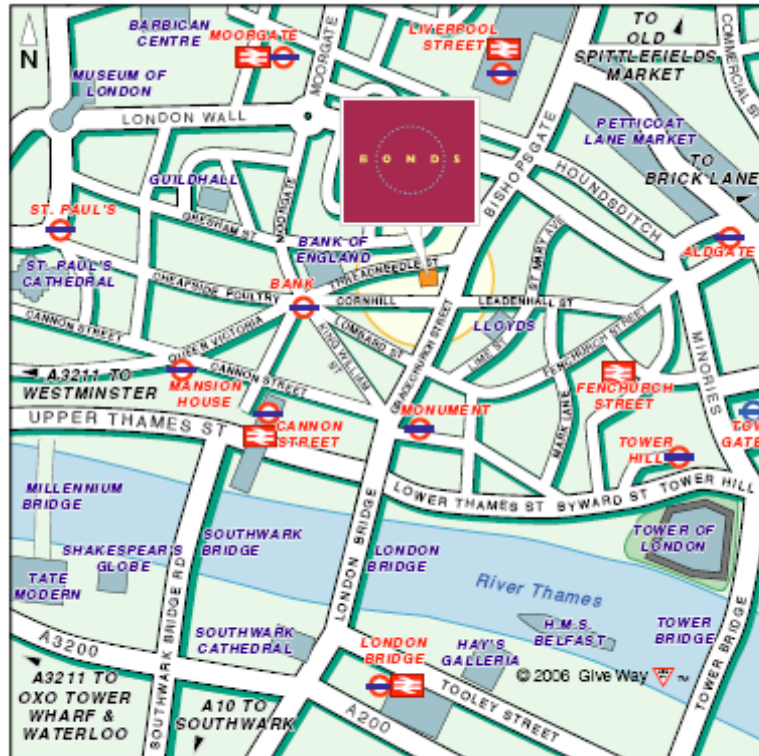 BARBICAN
CENTRE
MOORGATE
MOORGATE
LIVERPOOL
STREET
TO
OLD
SPITTLEFIELDS
MARKET
COMMERCIAL ST
N
MUSEUM OF
LONDON
LONDON WALL
BONDS
BISHOPSGATE
PETTICOAT
LANE MARKET
TO
BRICK LANE
HOUNDSDITCH
GUILDHALL
MOORGATE
ST. PAUL'S
GRESHAM ST
BANK OF
ENGLAND
THREADNEEDLE ST
ST MARY AVE
ALDGATE
ST. PAUL'S
CATHEDRAL
CHEAPSIDE POULTRY
BANK
CORNHILL
LEADENHALL ST
LLOYDS
CANNON STREET
QUEEN VICTORIA
LOMBARD ST
KING WILLIAM
ST
GRACECHURCH STREET
LIME ST
FENCHURCH STREET
MINORIES
A3211 TO
WESTMINSTER
MANSION
HOUSE
CANNON STREET
FENCHURCH
STREET
UPPER THAMES ST
CANNON
STREET
MONUMENT
MARK LANE
TOWER
HILL
TOW
GATE
MILLENNIUM
BRIDGE
LOWER THAMES ST
BYWARD ST
TOWER HILL
SOUTHWARK
BRIDGE
LONDON BRIDGE
LONDON
BRIDGE
TOWER OF
LONDON
SHAKESPEAR'S
GLOBE
TATE
MODERN
SOUTHWARK BRIDGE RD
River Thames
H.M.S.
BELFAST
TOWER
BRIDGE
TOWER BRIDGE
A3200
SOUTHWARK
CATHEDRAL
LONDON
BRIDGE
HAY'S
GALLERIA
© 2006 Give Way
TM
A3211 TO
OXO TOWER
WHARF &
WATERLOO
A10 TO
SOUTHWARK
A200
TOOLEY STREET